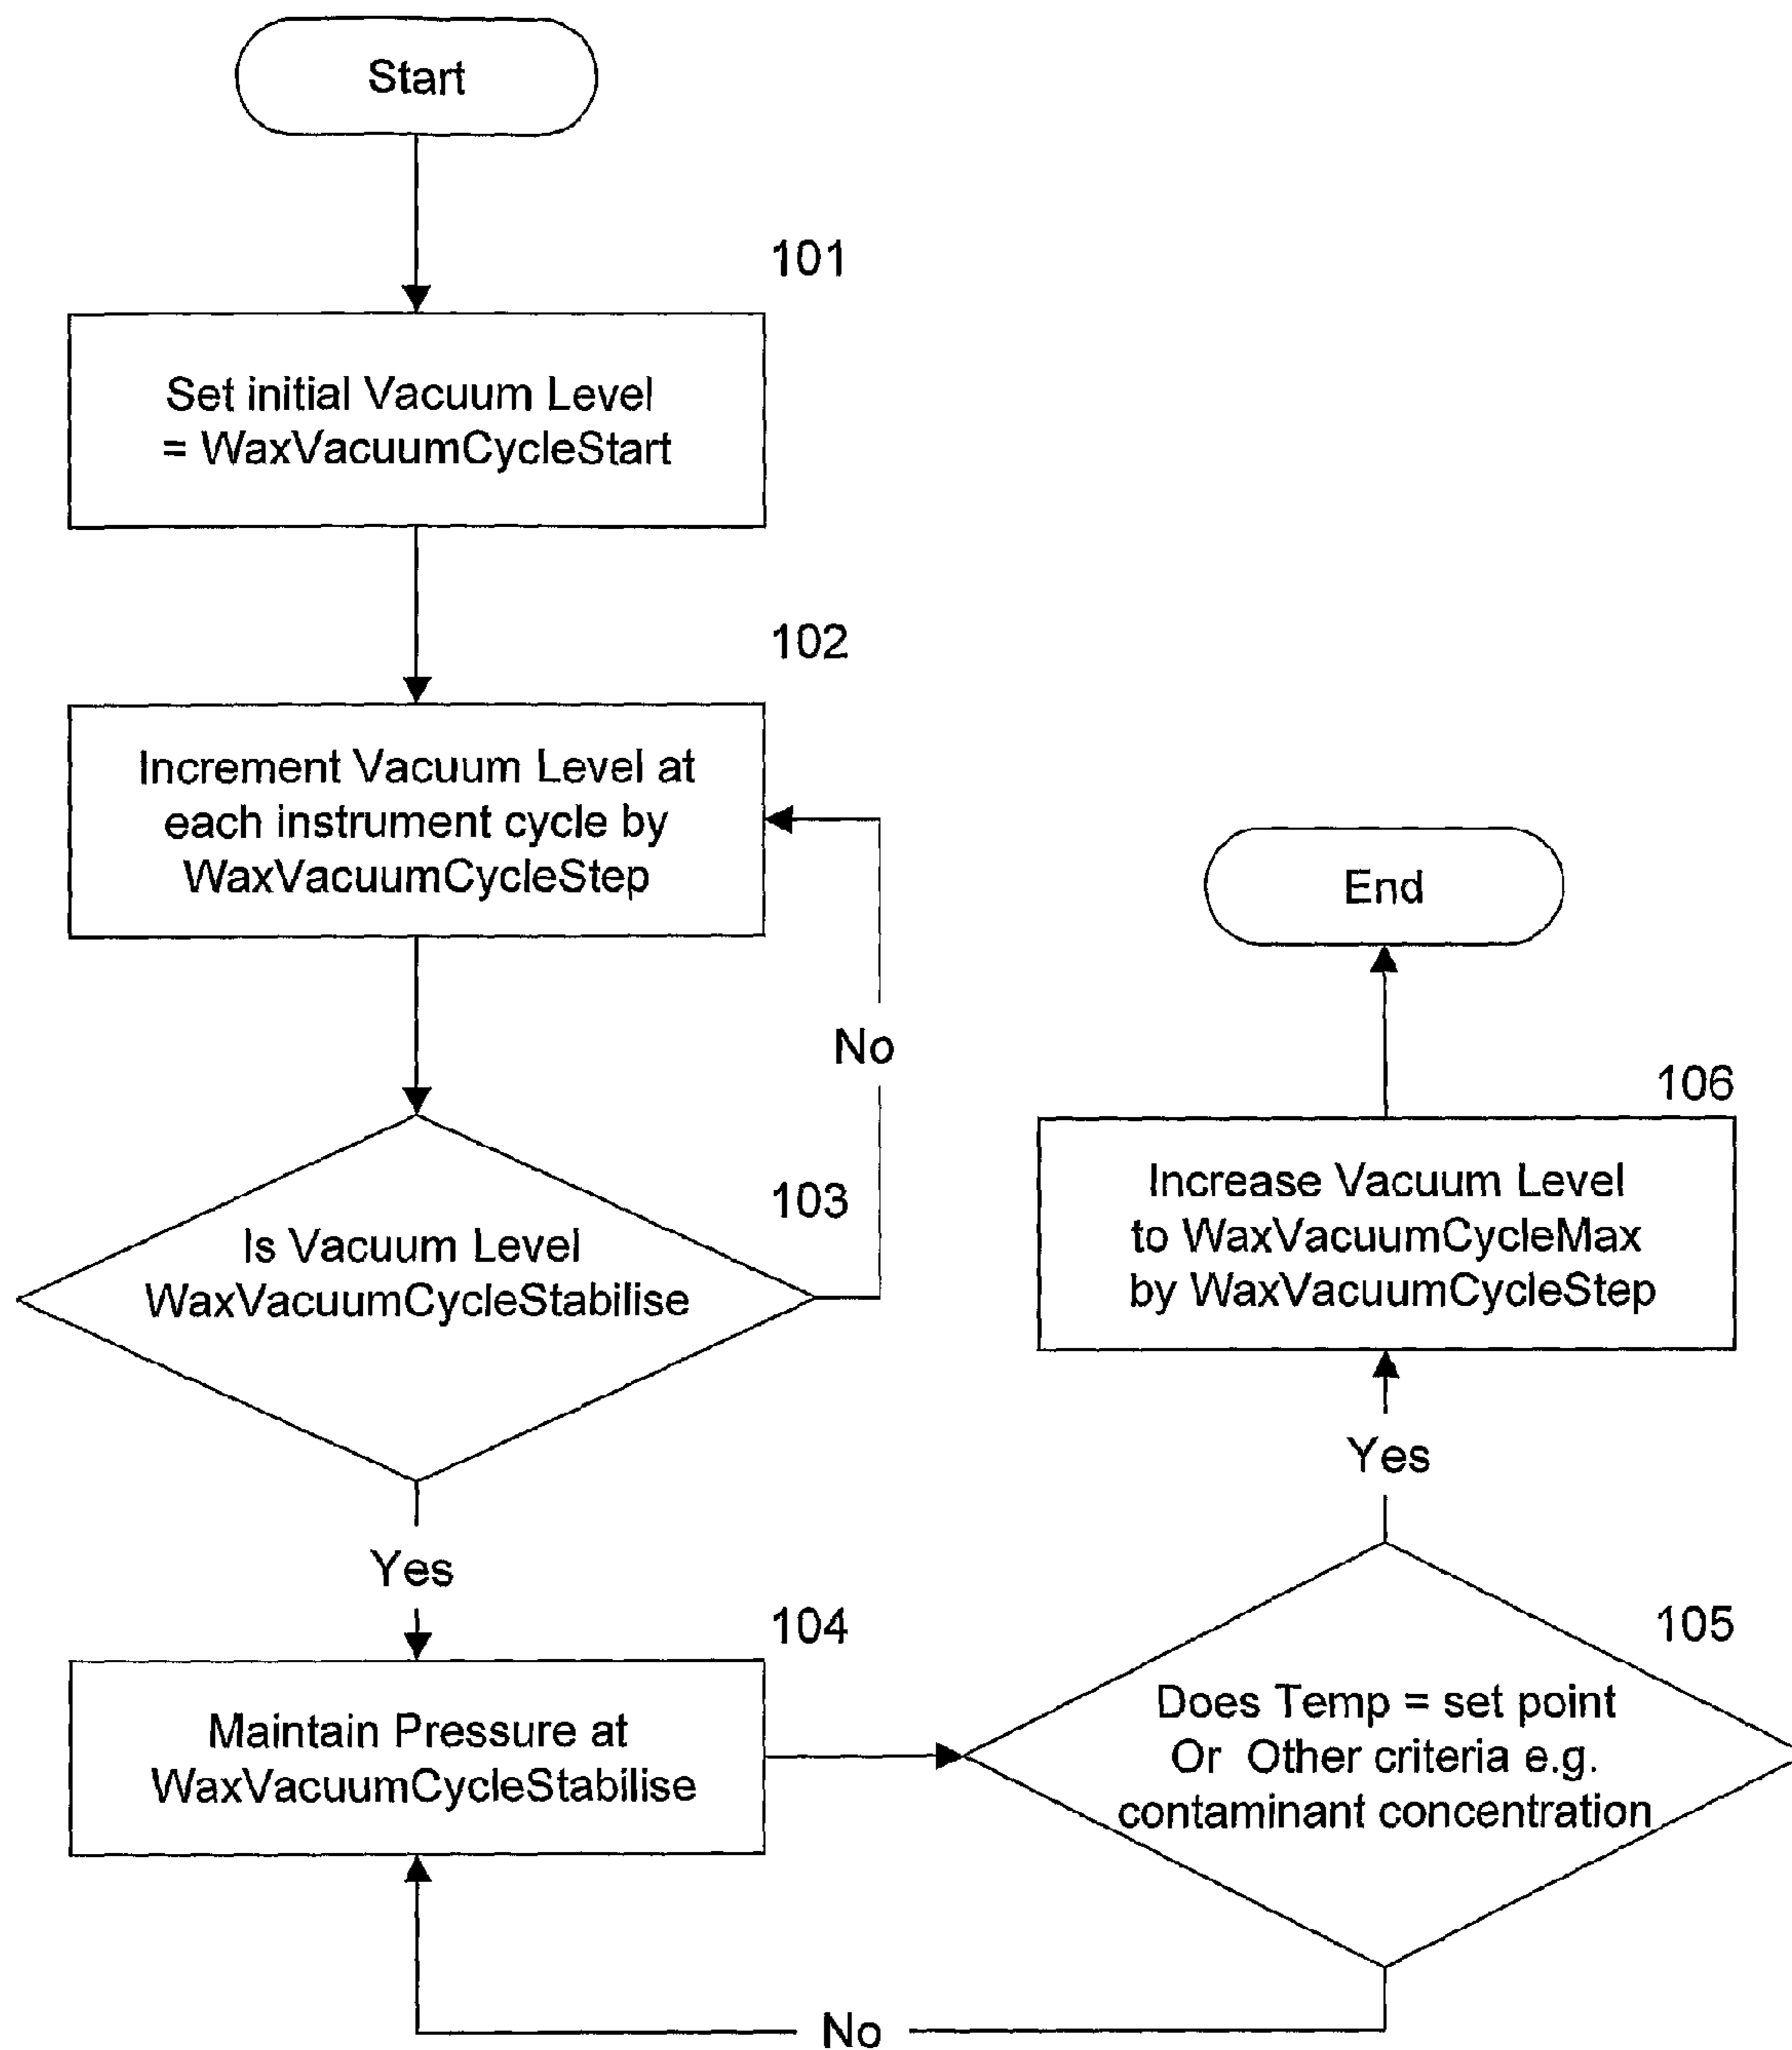 Start
101
Set initial Vacuum Level
= WaxVacuumCycleStart
102
Increment Vacuum Level at
each instrument cycle by
WaxVacuumCycleStep
No
103
Is Vacuum Level
WaxVacuumCycleStabilise
Yes
104
Maintain Pressure at
WaxVacuumCycleStabilise
105
Does Temp = set point
Or Other criteria e.g.
contaminant concentration
No
Yes
106
Increase Vacuum Level
to WaxVacuumCycleMax
by WaxVacuumCycleStep
End